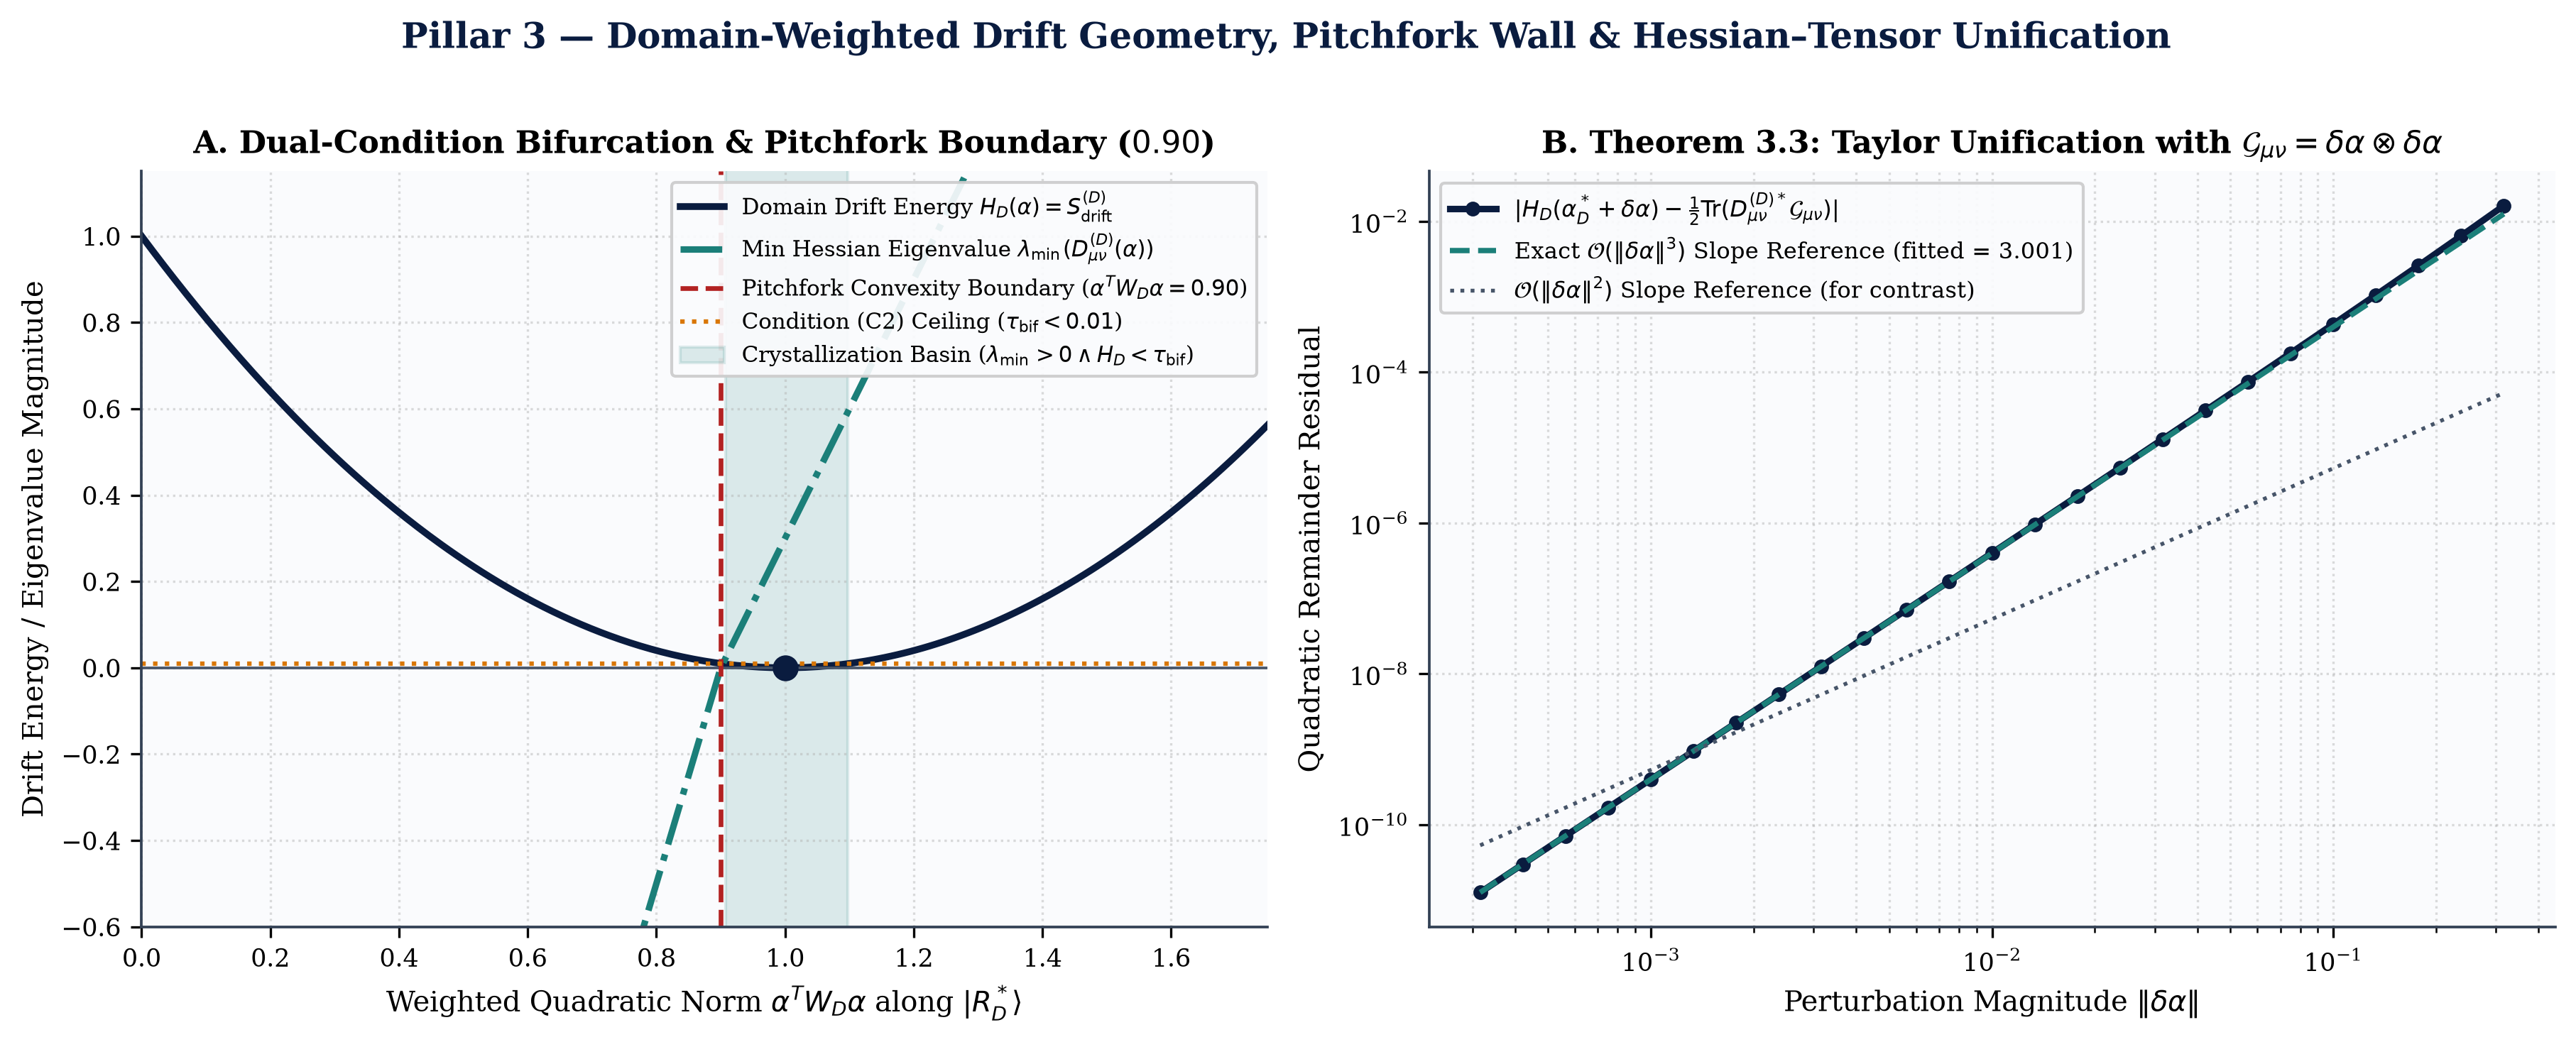 Pillar 3 — Domain-Weighted Drift Geometry, Pitchfork Wall & Hessian–Tensor Unification
A. Dual-Condition Bifurcation & Pitchfork Boundary (0.90)
Drift Energy / Eigenvalue Magnitude
1.0
0.8
0.6
0.4
0.2
0.0
−0.2
−0.4
−0.6
Domain Drift Energy H_D(α) = S_drift^(D)
Min Hessian Eigenvalue λ_min(D_μν^(D)(α))
Pitchfork Convexity Boundary (α^T W_D α = 0.90)
Condition (C2) Ceiling (τ_bif < 0.01)
Crystallization Basin (λ_min > 0 ∧ H_D < τ_bif)
0.0 0.2 0.4 0.6 0.8 1.0 1.2 1.4 1.6
Weighted Quadratic Norm α^T W_D α along |R_D^*⟩
B. Theorem 3.3: Taylor Unification with 𝒢_μν = δα ⊗ δα
Quadratic Remainder Residual
10^−2
10^−4
10^−6
10^−8
10^−10
|H_D(α_D^* + δα) − ½Tr(D_μν^(D)* 𝒢_μν)|
Exact 𝒪(‖δα‖^3) Slope Reference (fitted = 3.001)
𝒪(‖δα‖^2) Slope Reference (for contrast)
10^−3 10^−2 10^−1
Perturbation Magnitude ‖δα‖